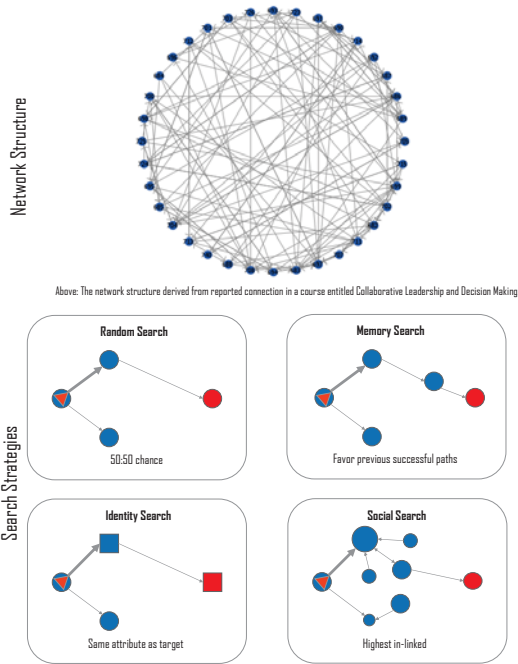 Network Structure
Above: The network structure derived from reported connection in a course entitled Collaborative Leadership and Decision Making
Search Strategies
Random Search
50:50 chance
Memory Search
Favor previous successful paths
Identity Search
Same attribute as target
Social Search
Highest in-linked